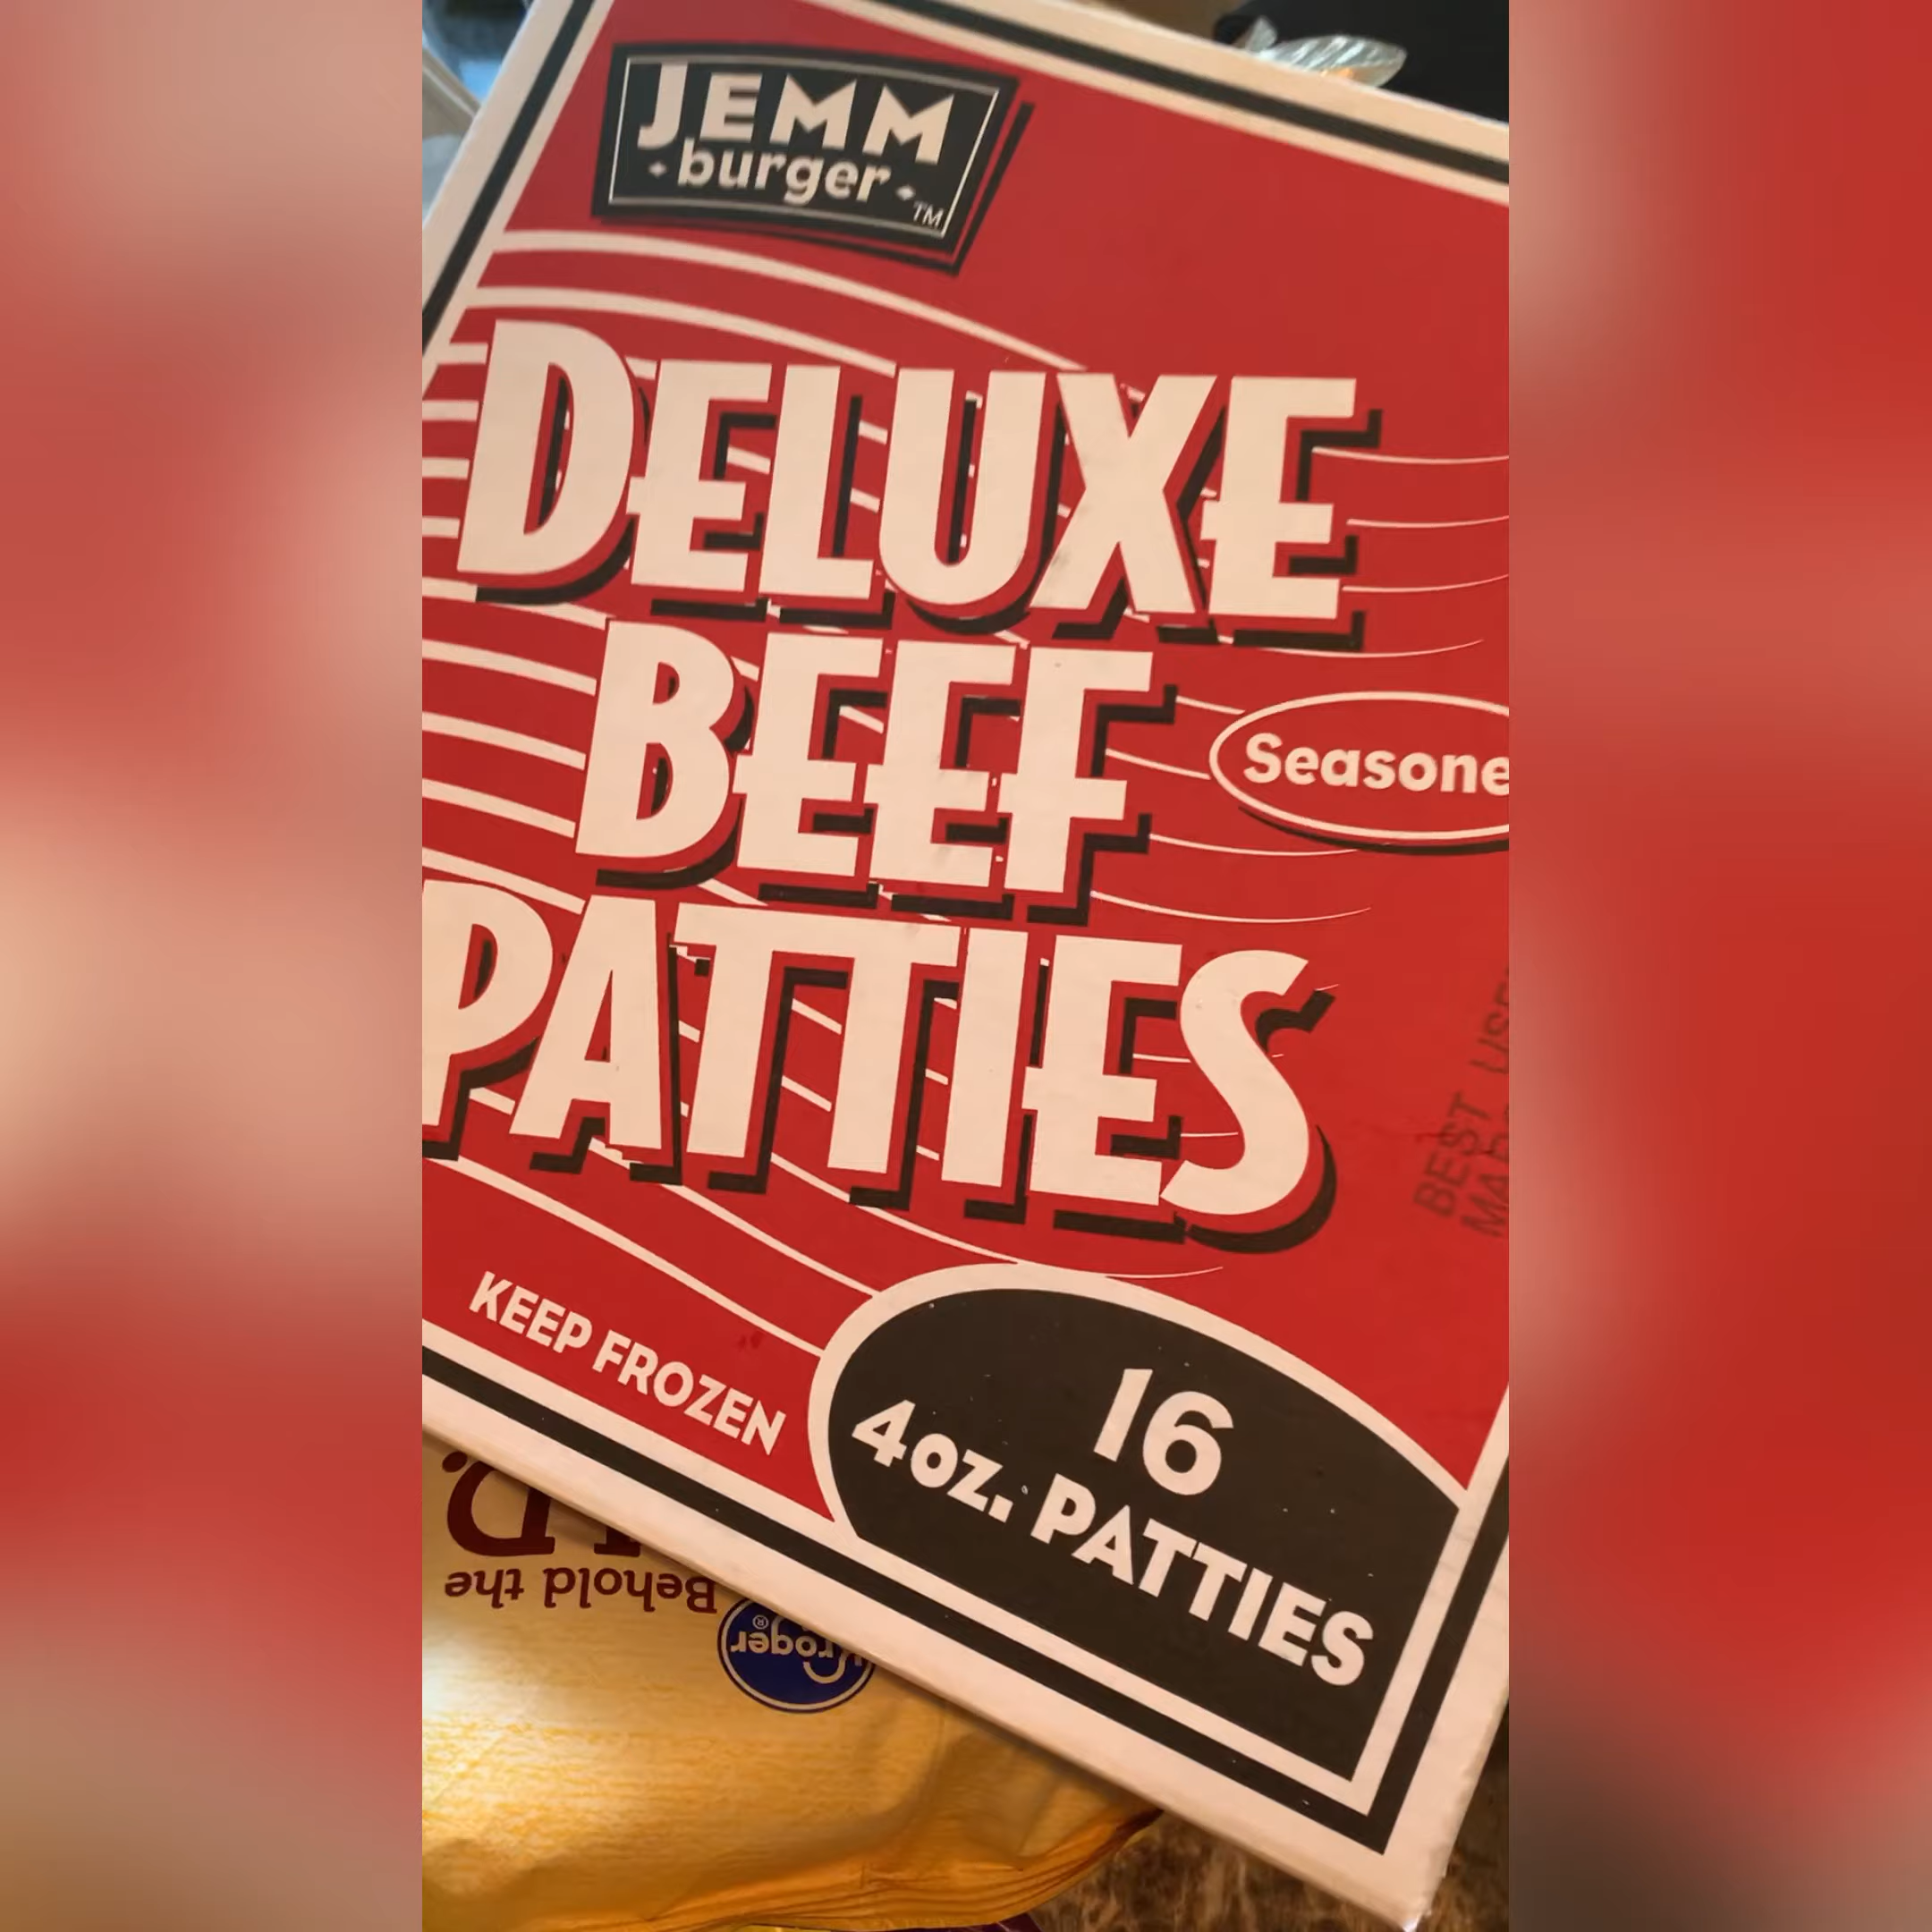 JEMM
burger
TM
DELUXE
BEEF
Seasone
PATTIES
BEST USE
KEEP FROZEN
16
4OZ. PATTIES
Behold the
Kroger®